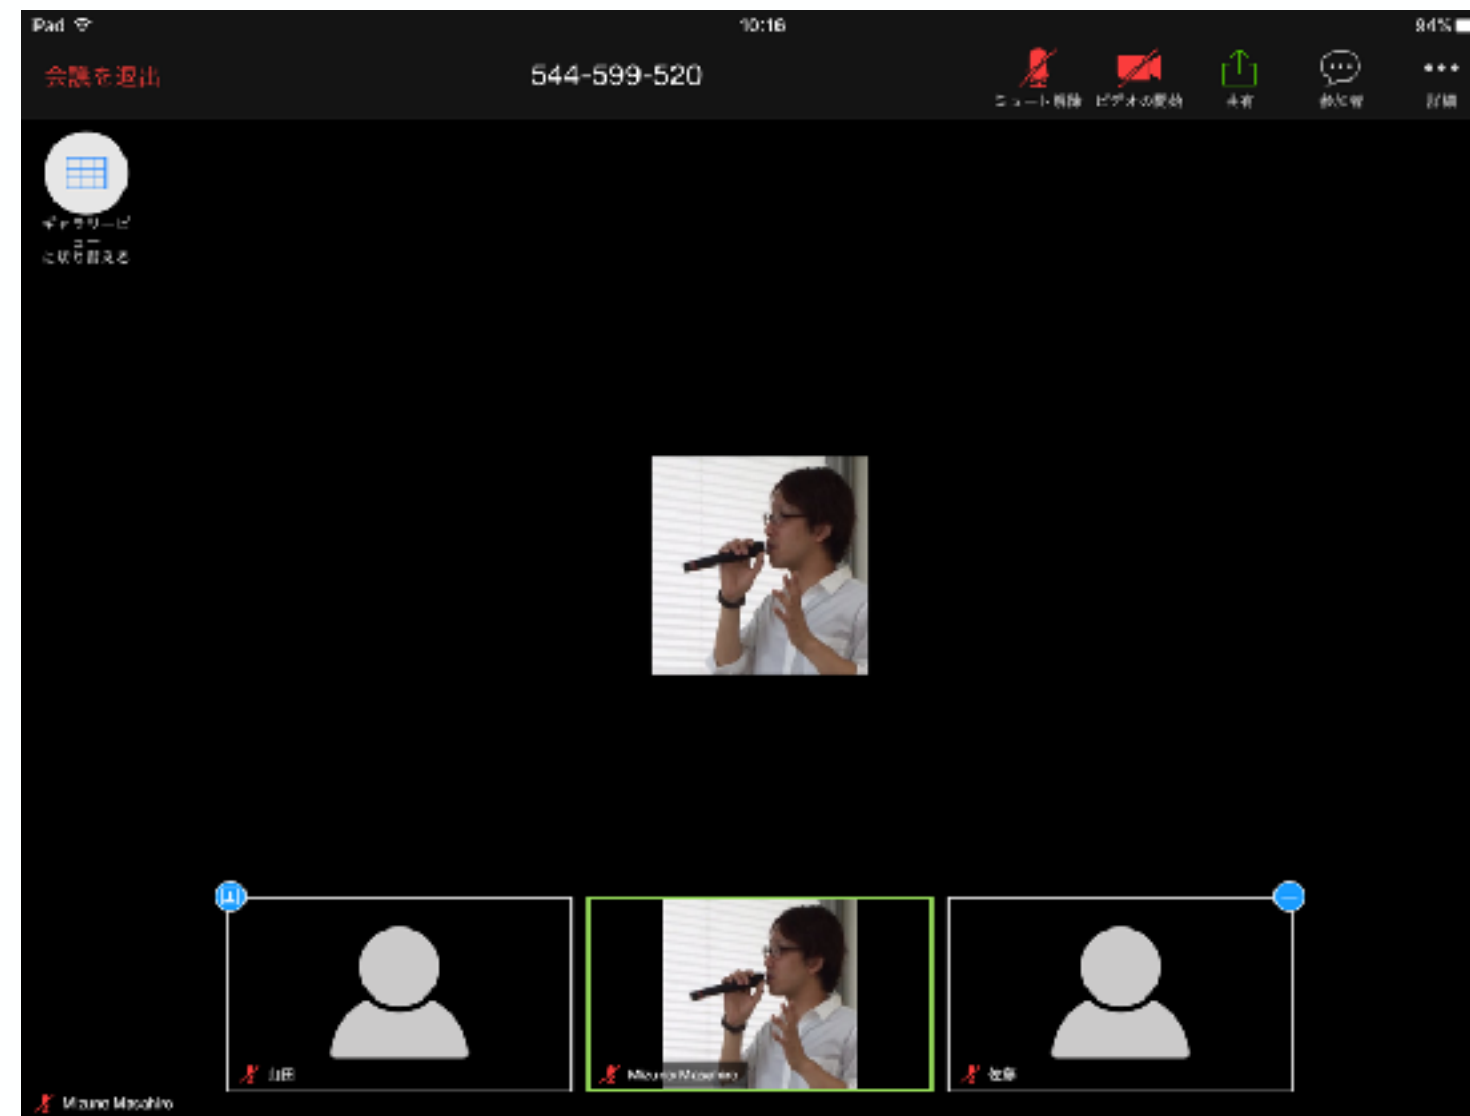 iPad
10:16
94%
会議を退出
544-599-520
ミュート解除
ビデオの開始
共有
参加者
詳細
ギャラリービ
ュー
に切り替える
山田
Mizuno Masahiro
佐藤
Mizuno Masahiro